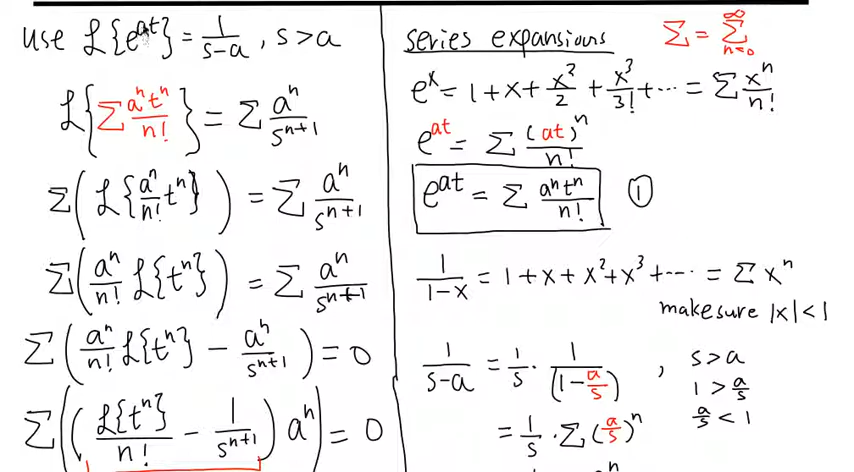 use ℒ{e^{at}} = 1/(s-a), s>a
ℒ{Σ a^n t^n / n!} = Σ a^n / s^{n+1}
Σ( ℒ{a^n/n! t^n} ) = Σ a^n / s^{n+1}
Σ( a^n/n! ℒ{t^n} ) = Σ a^n / s^{n+1}
Σ( a^n/n! ℒ{t^n} - a^n / s^{n+1} ) = 0
Σ( ( ℒ{t^n}/n! - 1/s^{n+1} ) a^n ) = 0
series expansions
Σ = Σ_{n=0}^{∞}
e^x = 1+x+ x^2/2 + x^3/3! + ... = Σ x^n/n!
e^{at} = Σ (at)^n / n!
e^{at} = Σ a^n t^n / n! ①
1/(1-x) = 1+x+x^2+x^3+.... = Σ x^n
make sure |x|<1
1/(s-a) = 1/s · 1/(1-a/s) , s>a
1 > a/s
a/s < 1
= 1/s · Σ (a/s)^n